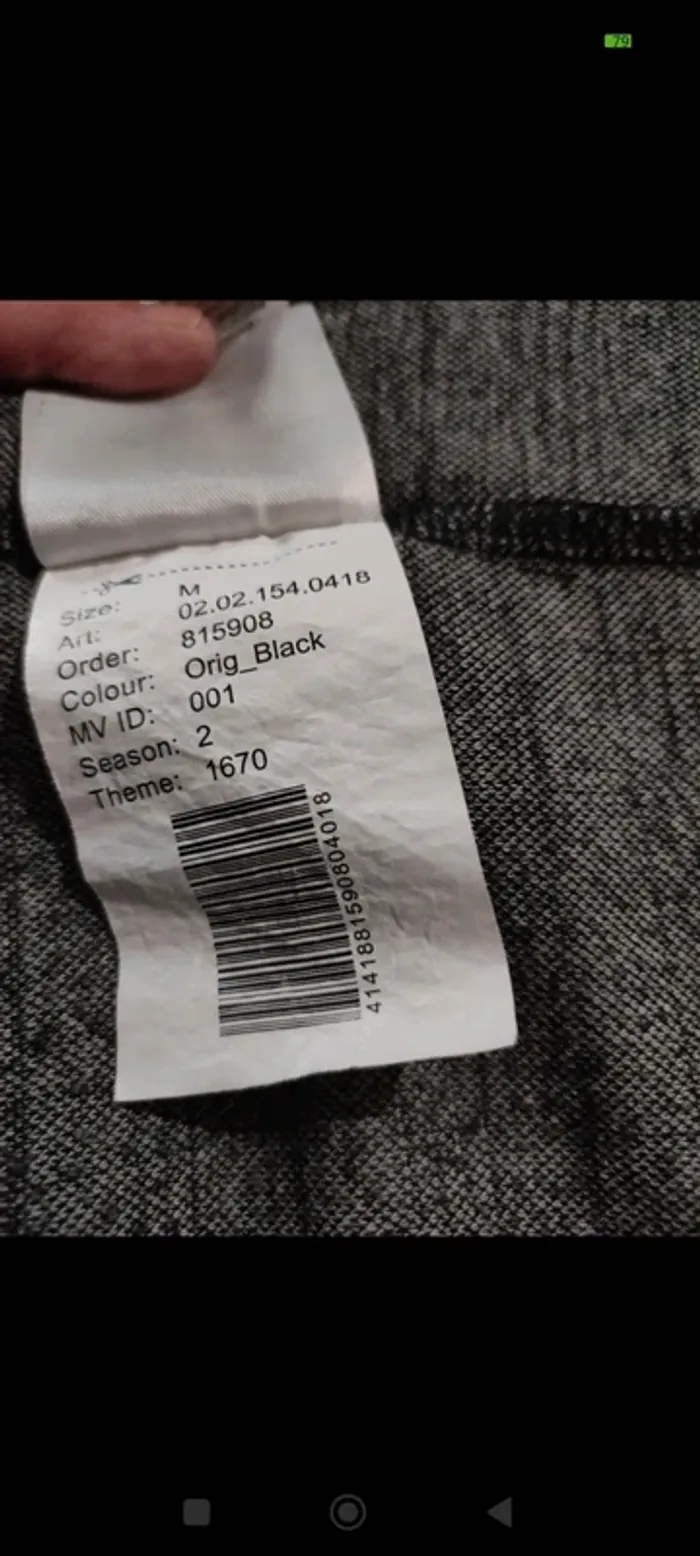 79
Size: M
Art: 02.02.154.0418
Order: 815908
Colour: Orig_Black
MV ID: 001
Season: 2
Theme: 1670
4141881590804018